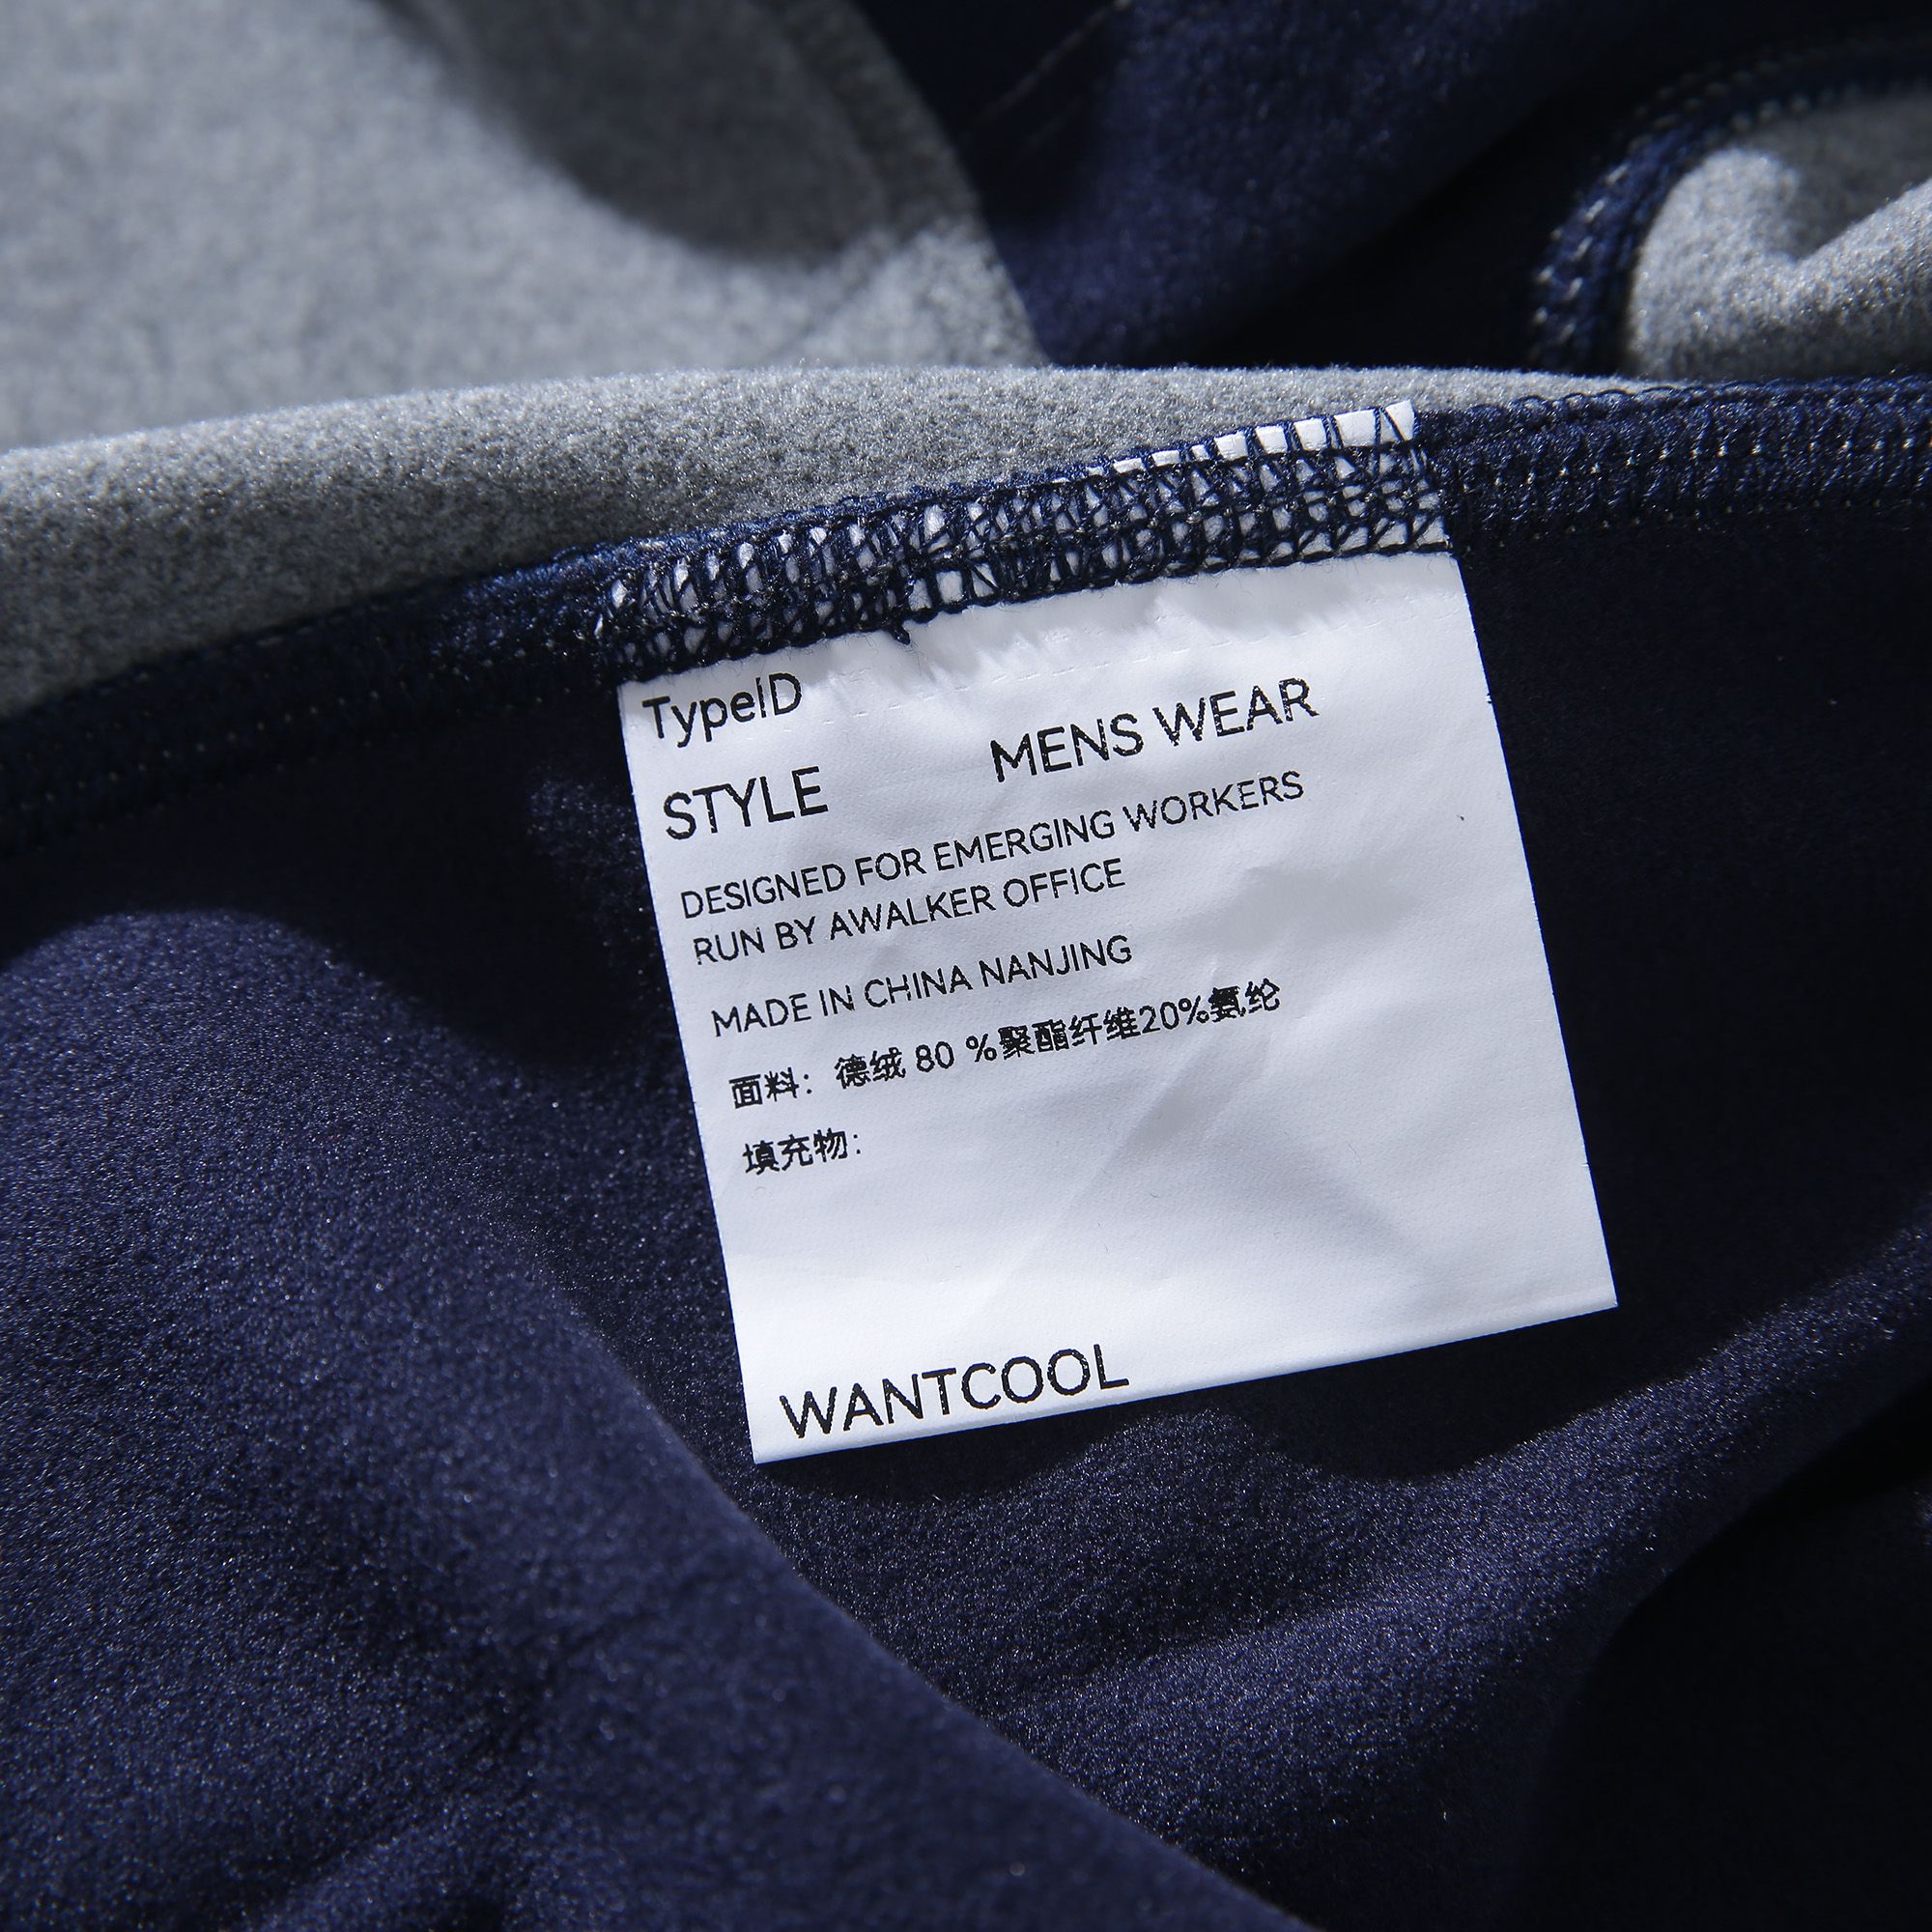 TypeID
STYLE MENS WEAR
DESIGNED FOR EMERGING WORKERS
RUN BY AWALKER OFFICE
MADE IN CHINA NANJING
面料: 德绒 80 %聚酯纤维20%氨纶
填充物:
WANTCOOL